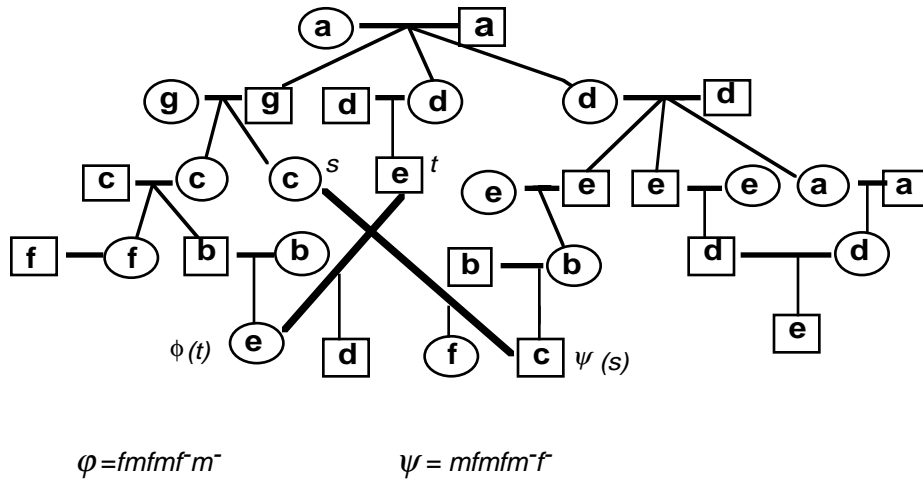 a a
g g d d d d
c c c s e t e e e e a a
f f b b b b d d
ϕ(t) e d f c ψ (s) e
φ =fmfmf⁻m⁻ ψ = mfmfm⁻f⁻